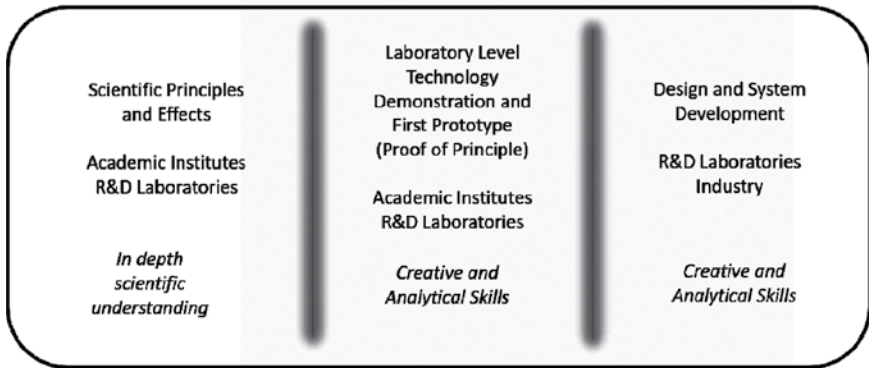 Scientific Principles
and Effects
Academic Institutes
R&D Laboratories
In depth
scientific
understanding
Laboratory Level
Technology
Demonstration and
First Prototype
(Proof of Principle)
Academic Institutes
R&D Laboratories
Creative and
Analytical Skills
Design and System
Development
R&D Laboratories
Industry
Creative and
Analytical Skills